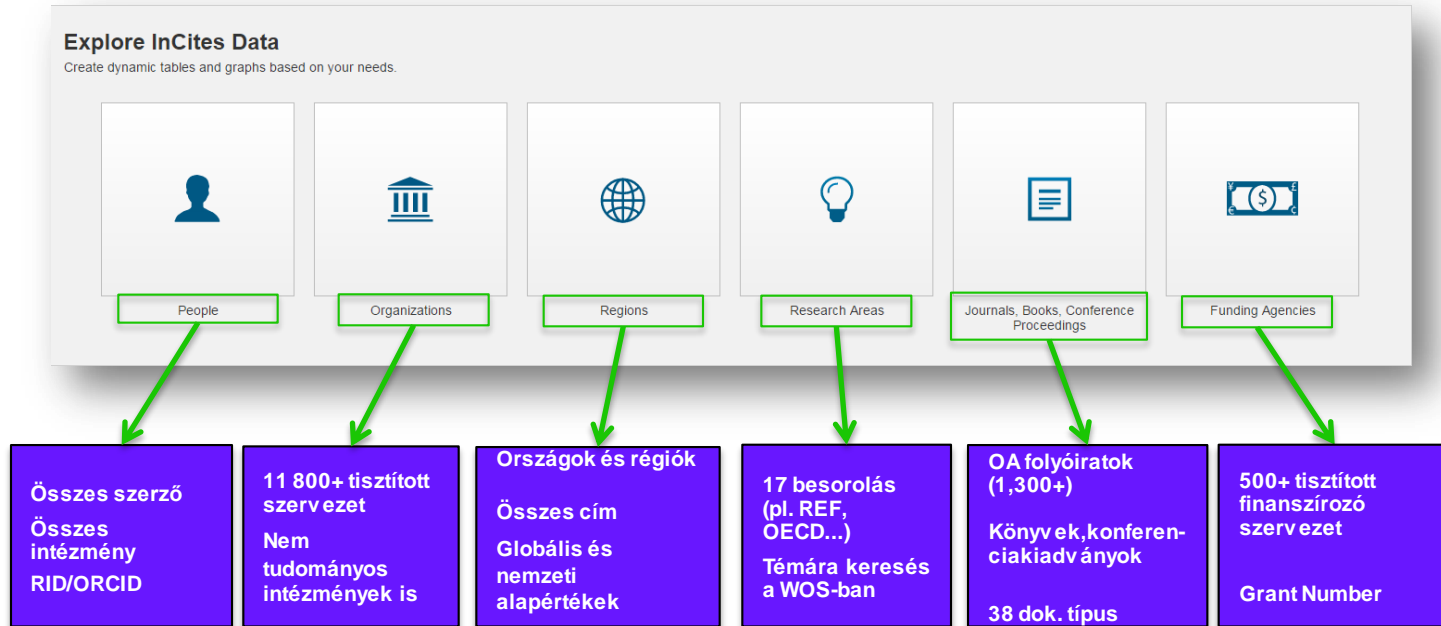 Explore InCites Data
Create dynamic tables and graphs based on your needs.
People
Organizations
Regions
Research Areas
Journals, Books, Conference
Proceedings
¥
£
$
€
Funding Agencies
Összes szerző
Összes
intézmény
RID/ORCID
11 800+ tisztított
szervezet
Nem
tudományos
intézmények is
Országok és régiók
Összes cím
Globális és
nemzeti
alapértékek
17 besorolás
(pl. REF,
OECD...)
Témára keresés
a WOS-ban
OA folyóiratok
(1,300+)
Könyvek,konferen-
ciakiadványok
38 dok. típus
500+ tisztított
finanszírozó
szervezet
Grant Number